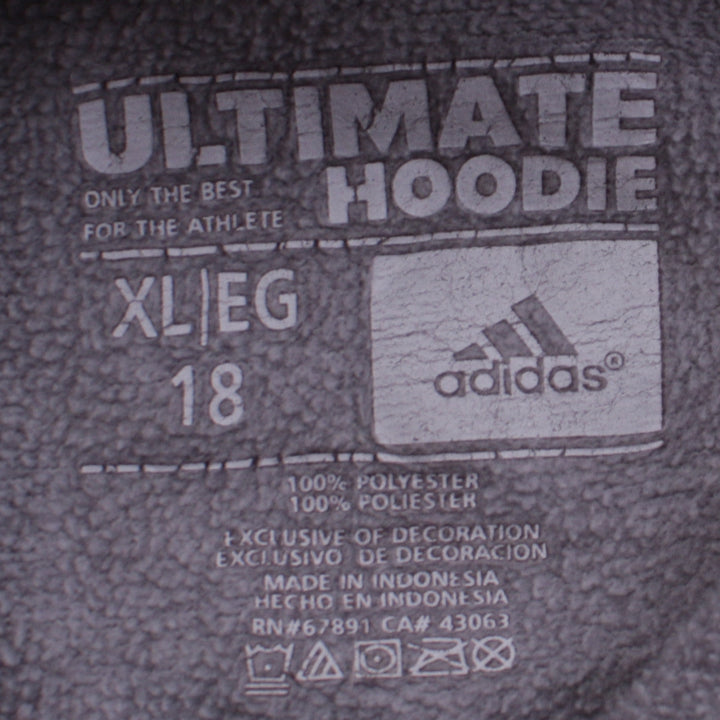 ULTIMATE
HOODIE
ONLY THE BEST
FOR THE ATHLETE
XL|EG
18
adidas®
100% POLYESTER
100% POLIESTER
EXCLUSIVE OF DECORATION
EXCLUSIVO DE DECORACION
MADE IN INDONESIA
HECHO EN INDONESIA
RN#67891 CA# 43063